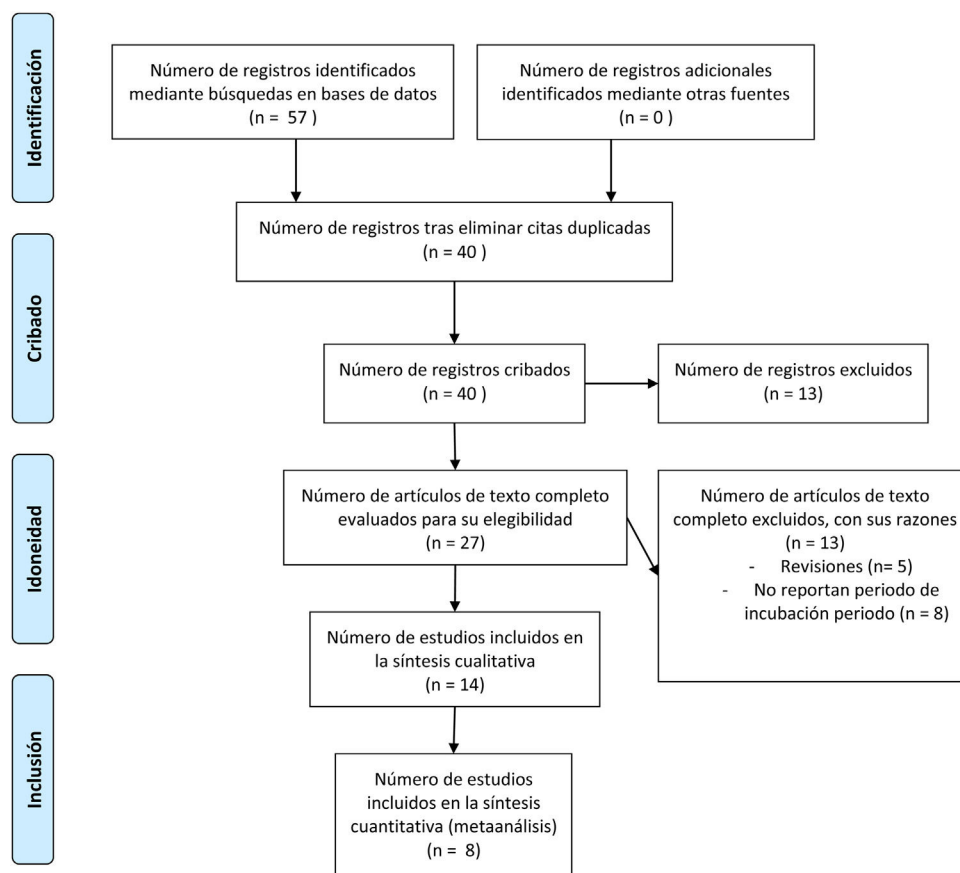 Identificación
Número de registros identificados
mediante búsquedas en bases de datos
(n = 57 )
Número de registros adicionales
identificados mediante otras fuentes
(n = 0 )
Número de registros tras eliminar citas duplicadas
(n = 40 )
Cribado
Número de registros cribados
(n = 40 )
Número de registros excluidos
(n = 13)
Idoneidad
Número de artículos de texto completo
evaluados para su elegibilidad
(n = 27)
Número de artículos de texto
completo excluidos, con sus razones
(n = 13)
- Revisiones (n= 5)
- No reportan periodo de
incubación periodo (n = 8)
Número de estudios incluidos en
la síntesis cualitativa
(n = 14)
Inclusión
Número de estudios
incluidos en la síntesis
cuantitativa (metaanálisis)
(n = 8)